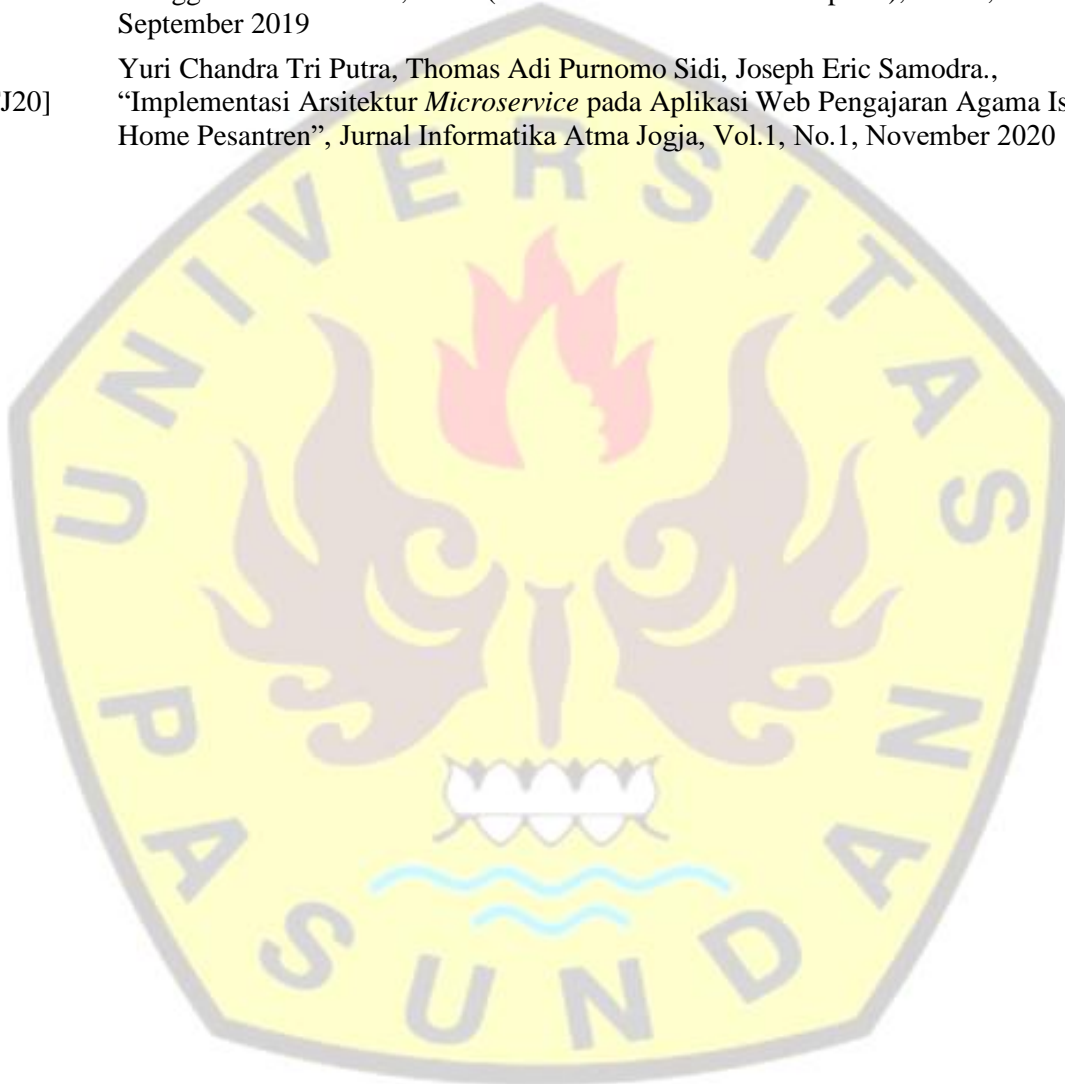 September 2019
Yuri Chandra Tri Putra, Thomas Adi Purnomo Sidi, Joseph Eric Samodra.,
J20] “Implementasi Arsitektur Microservice pada Aplikasi Web Pengajaran Agama Is
Home Pesantren”, Jurnal Informatika Atma Jogja, Vol.1, No.1, November 2020
UNIVERSITAS
PASUNDAN